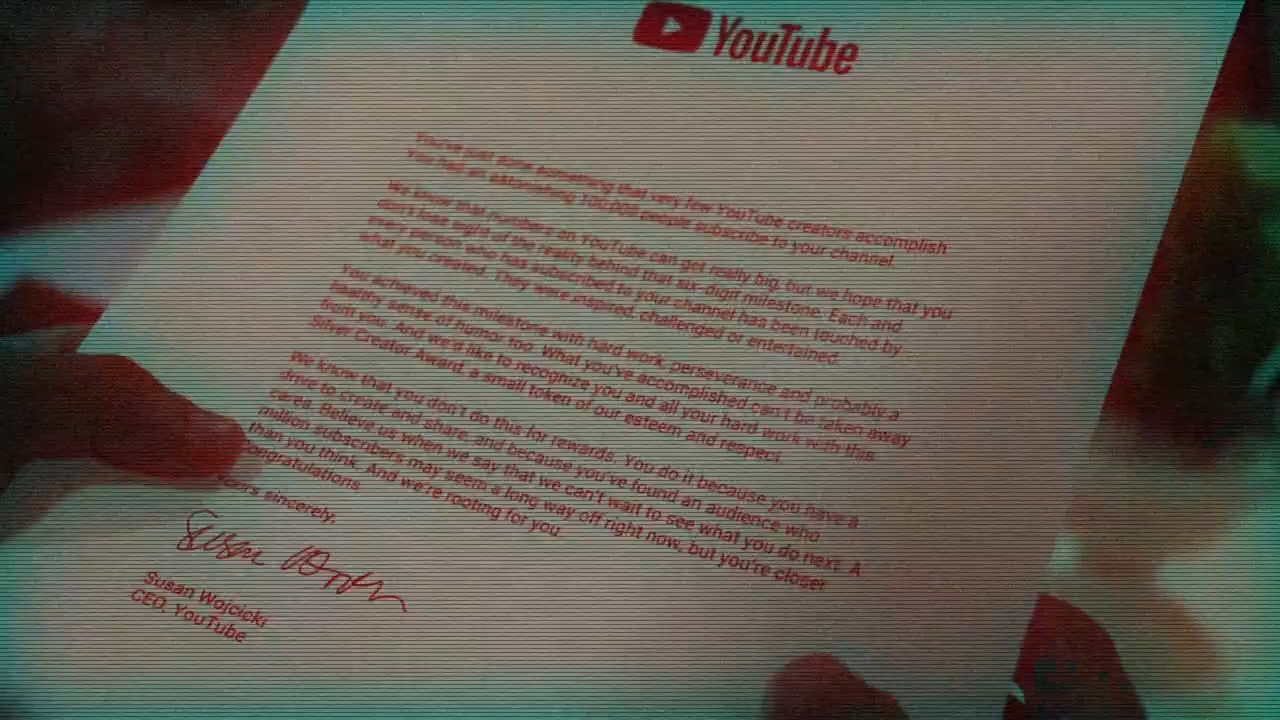 YouTube
You've just done something that very few YouTube creators accomplish
You had an astonishing 100,000 people subscribe to your channel.
We know that numbers on YouTube can get really big, but we hope that you
don't lose sight of the reality behind that six-digit milestone. Each and
every person who has subscribed to your channel has been touched by
what you created. They were inspired, challenged or entertained.
You achieved this milestone with hard work, perseverance and probably a
healthy sense of humor too. What you've accomplished can't be taken away
from you. And we'd like to recognize you and all your hard work with this
Silver Creator Award, a small token of our esteem and respect.
We know that you don't do this for rewards. You do it because you have a
drive to create and share, and because you've found an audience who
cares. Believe us when we say that we can't wait to see what you do next. A
million subscribers may seem a long way off right now, but you're closer
than you think. And we're rooting for you.
ongratulations.
Yours sincerely,
Susan Wojcicki
CEO, YouTube